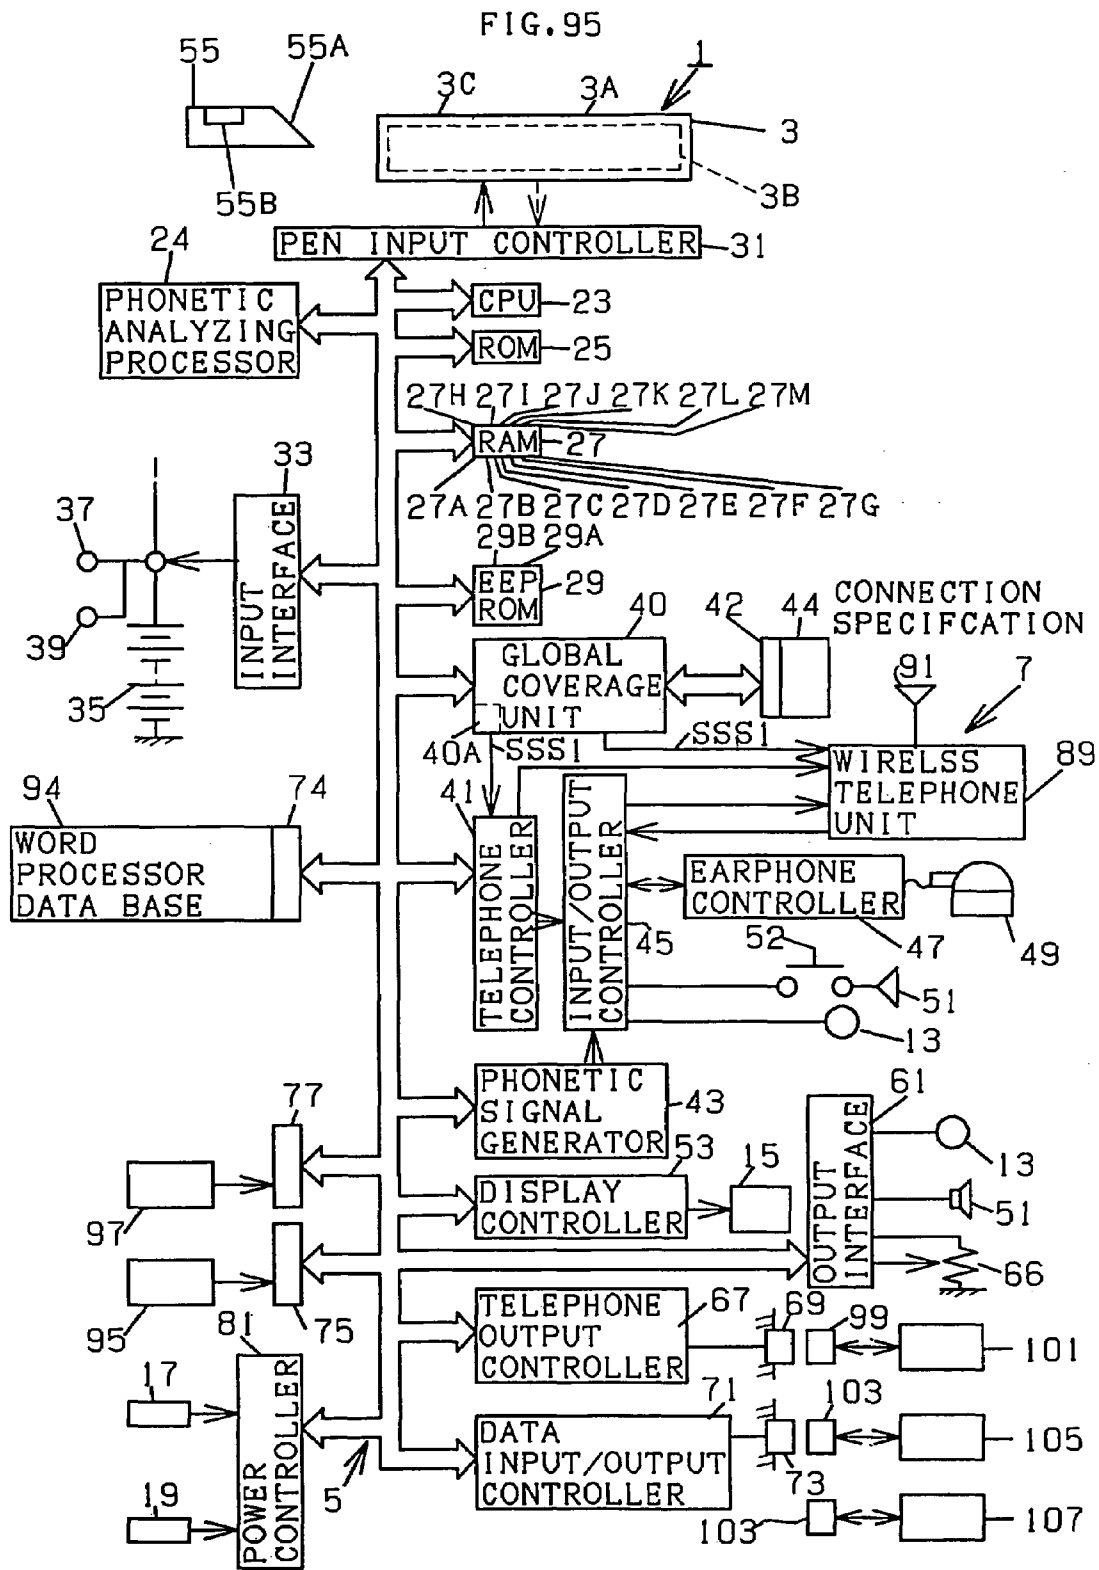 FIG.95
55
55A
55B
3C
3A
1
3
3B
PEN INPUT CONTROLLER
31
24
PHONETIC
ANALYZING
PROCESSOR
CPU
23
ROM
25
27H 27I 27J 27K 27L 27M
RAM
27
27A 27B 27C 27D 27E 27F 27G
33
INPUT
INTERFACE
37
39
35
29B 29A
EEP
ROM
29
40
GLOBAL
COVERAGE
UNIT
40A
SSS1
SSS1
42
44
CONNECTION
SPECIFCATION
91
7
WIRELSS
TELEPHONE
UNIT
89
94
74
WORD
PROCESSOR
DATA BASE
41
TELEPHONE
CONTROLLER
INPUT/OUTPUT
CONTROLLER
45
EARPHONE
CONTROLLER
47
49
52
51
13
PHONETIC
SIGNAL
GENERATOR
43
61
OUTPUT
INTERFACE
13
51
66
77
97
53
DISPLAY
CONTROLLER
15
95
75
TELEPHONE
OUTPUT
CONTROLLER
67
69
99
101
81
POWER
CONTROLLER
17
19
5
71
DATA
INPUT/OUTPUT
CONTROLLER
73
103
105
103
107